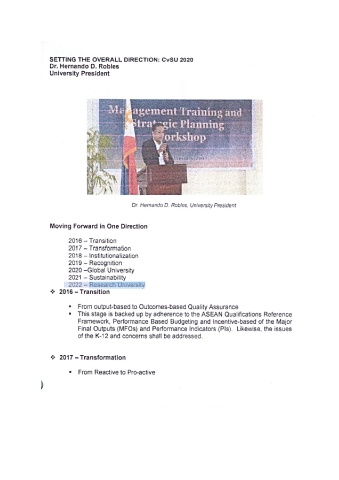 SETTING THE OVERALL DIRECTION: CvSU 2020
Dr. Hernando D. Robles
University President
Management Training and
Strategic Planning
Workshop
Dr. Hernando D. Robles, University President
Moving Forward in One Direction
2016 – Transition
2017 – Transformation
2018 – Institutionalization
2019 – Recognition
2020 –Global University
2021 – Sustainability
2022 – Research University
❖ 2016 – Transition
• From output-based to Outcomes-based Quality Assurance
• This stage is backed up by adherence to the ASEAN Qualifications Reference
Framework, Performance Based Budgeting and Incentive-based of the Major
Final Outputs (MFOs) and Performance Indicators (PIs). Likewise, the issues
of the K-12 and concerns shall be addressed.
❖ 2017 – Transformation
• From Reactive to Pro-active